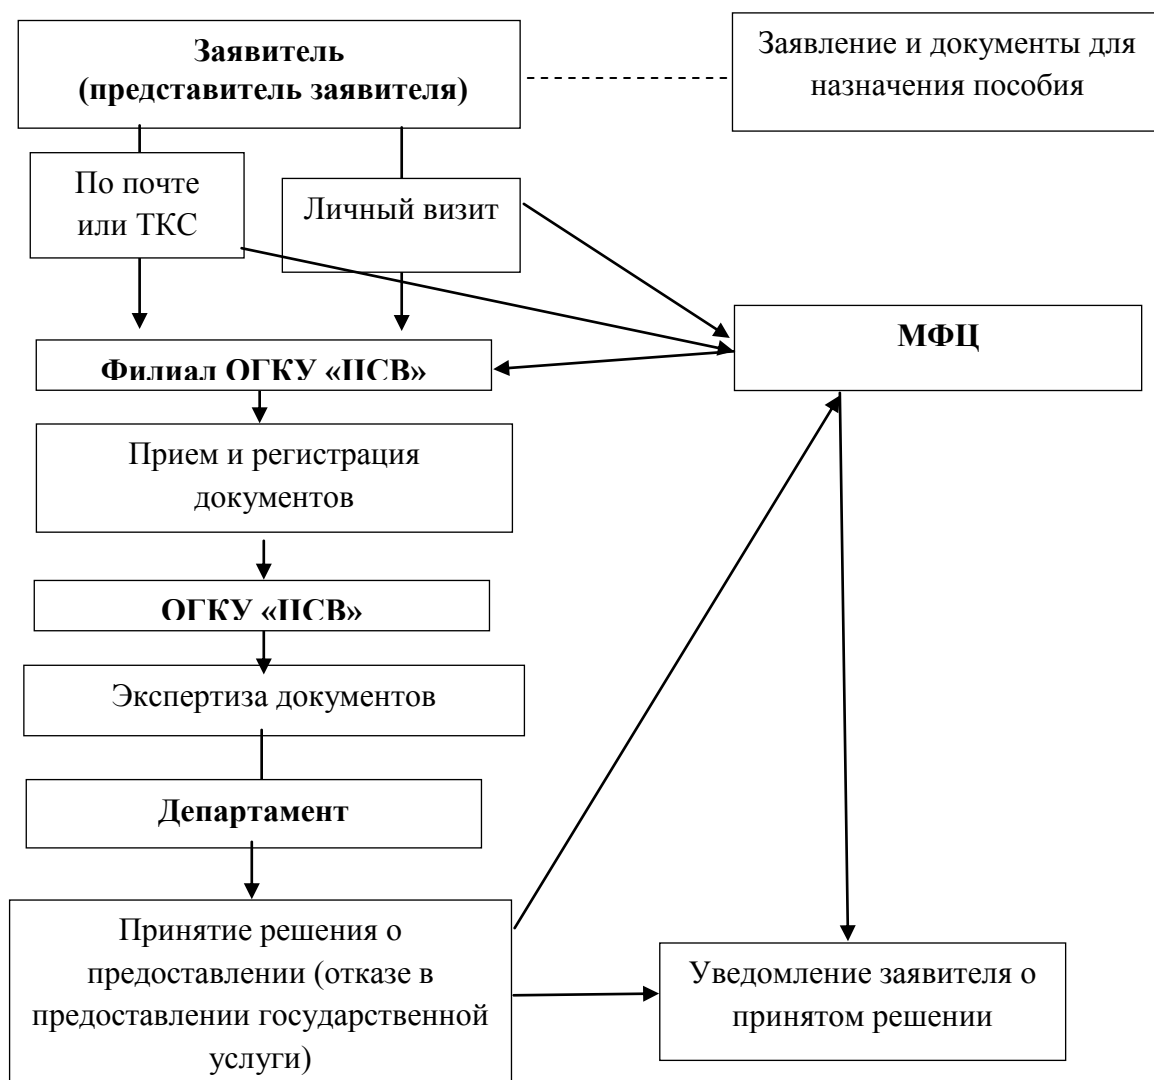 Заявитель
(представитель заявителя)
Заявление и документы для
назначения пособия
По почте
или ТКС
Личный визит
МФЦ
Филиал ОГКУ «ПСВ»
Прием и регистрация
документов
ОГКУ «ПСВ»
Экспертиза документов
Департамент
Принятие решения о
предоставлении (отказе в
предоставлении государственной
услуги)
Уведомление заявителя о
принятом решении